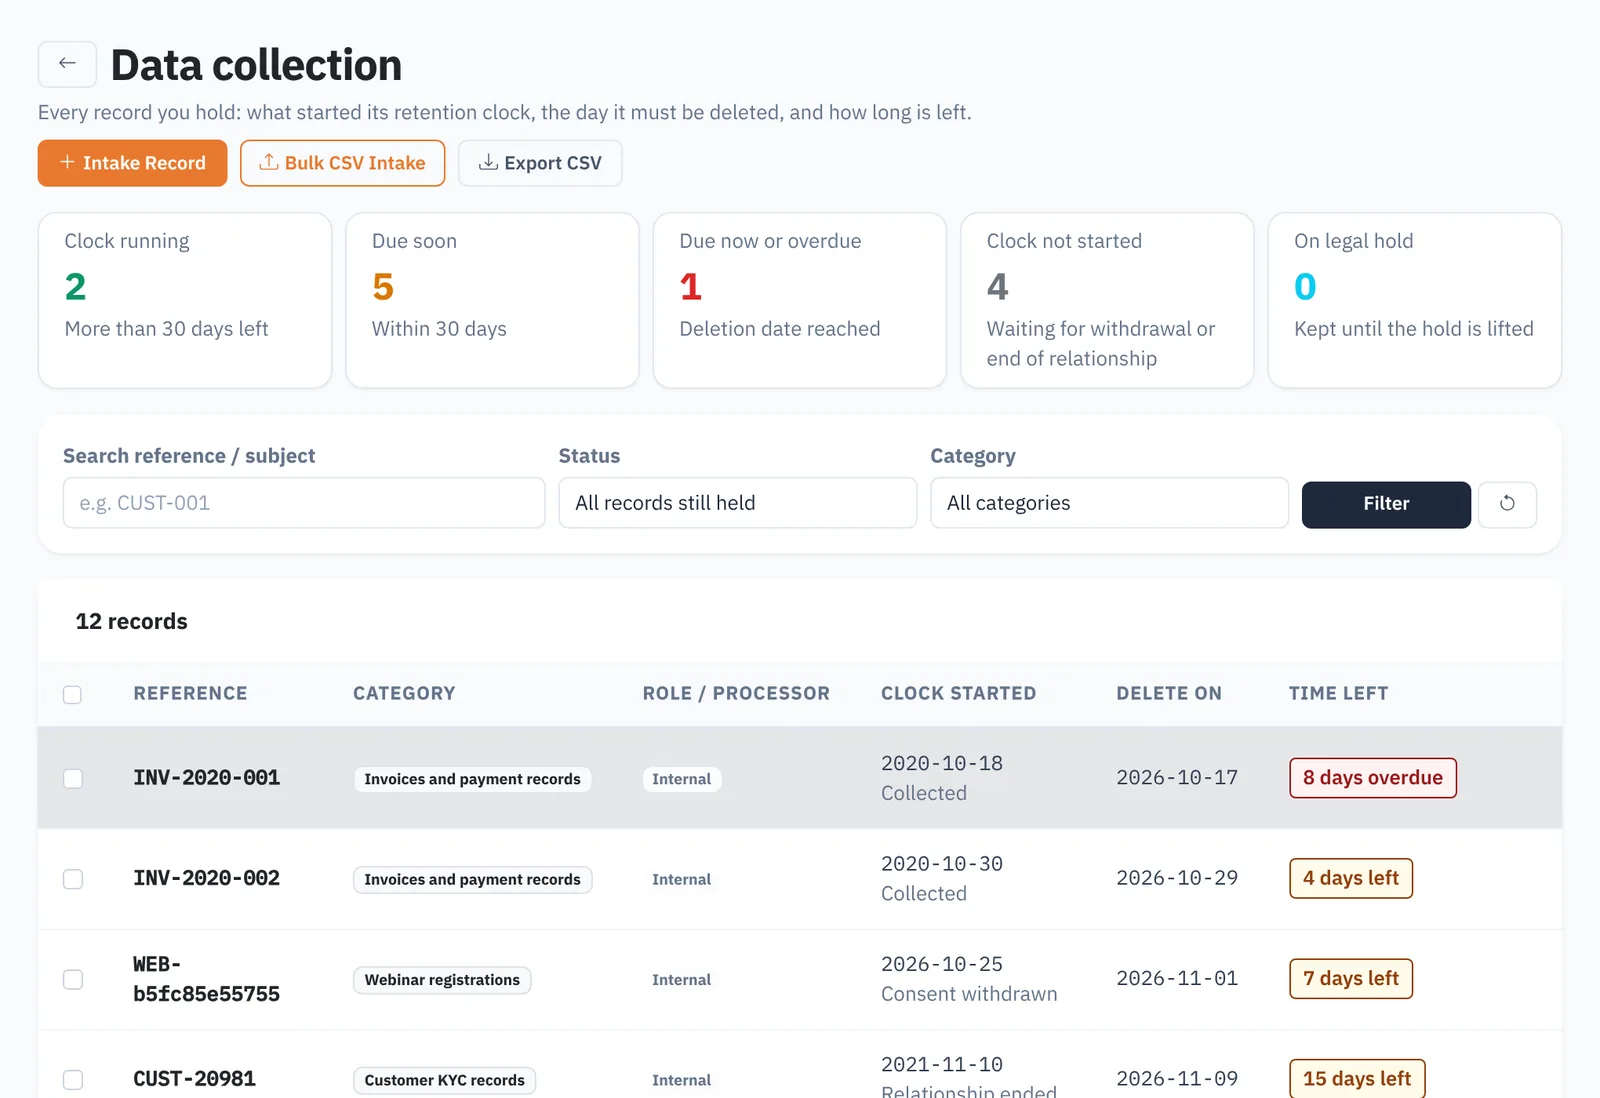 Data collection
Every record you hold: what started its retention clock, the day it must be deleted, and how long is left.
Intake Record
Bulk CSV Intake
Export CSV
Clock running
2
More than 30 days left
Due soon
5
Within 30 days
Due now or overdue
1
Deletion date reached
Clock not started
4
Waiting for withdrawal or
end of relationship
On legal hold
0
Kept until the hold is lifted
Search reference / subject
e.g. CUST-001
Status
All records still held
Category
All categories
Filter
12 records
REFERENCE CATEGORY ROLE / PROCESSOR CLOCK STARTED DELETE ON TIME LEFT
INV-2020-001
Invoices and payment records
Internal
2020-10-18
Collected
2026-10-17
8 days overdue
INV-2020-002
Invoices and payment records
Internal
2020-10-30
Collected
2026-10-29
4 days left
WEB-
b5fc85e55755
Webinar registrations
Internal
2026-10-25
Consent withdrawn
2026-11-01
7 days left
CUST-20981
Customer KYC records
Internal
2021-11-10
Relationship ended
2026-11-09
15 days left